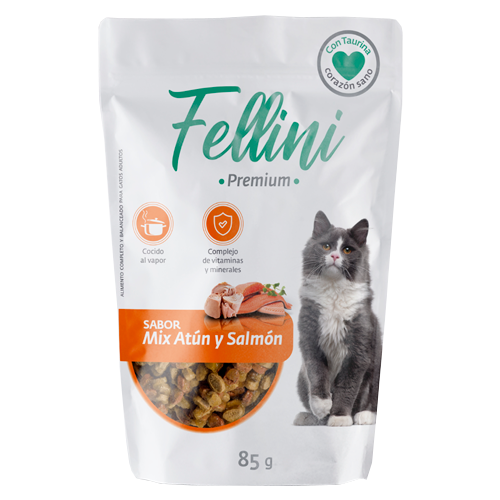 Con Taurina
corazón sano
Fellini
•Premium•
ALIMENTO COMPLETO Y BALANCEADO PARA GATOS ADULTOS
Cocido
al vapor
Complejo
de vitaminas
y minerales
SABOR
Mix Atún y Salmón
85 g